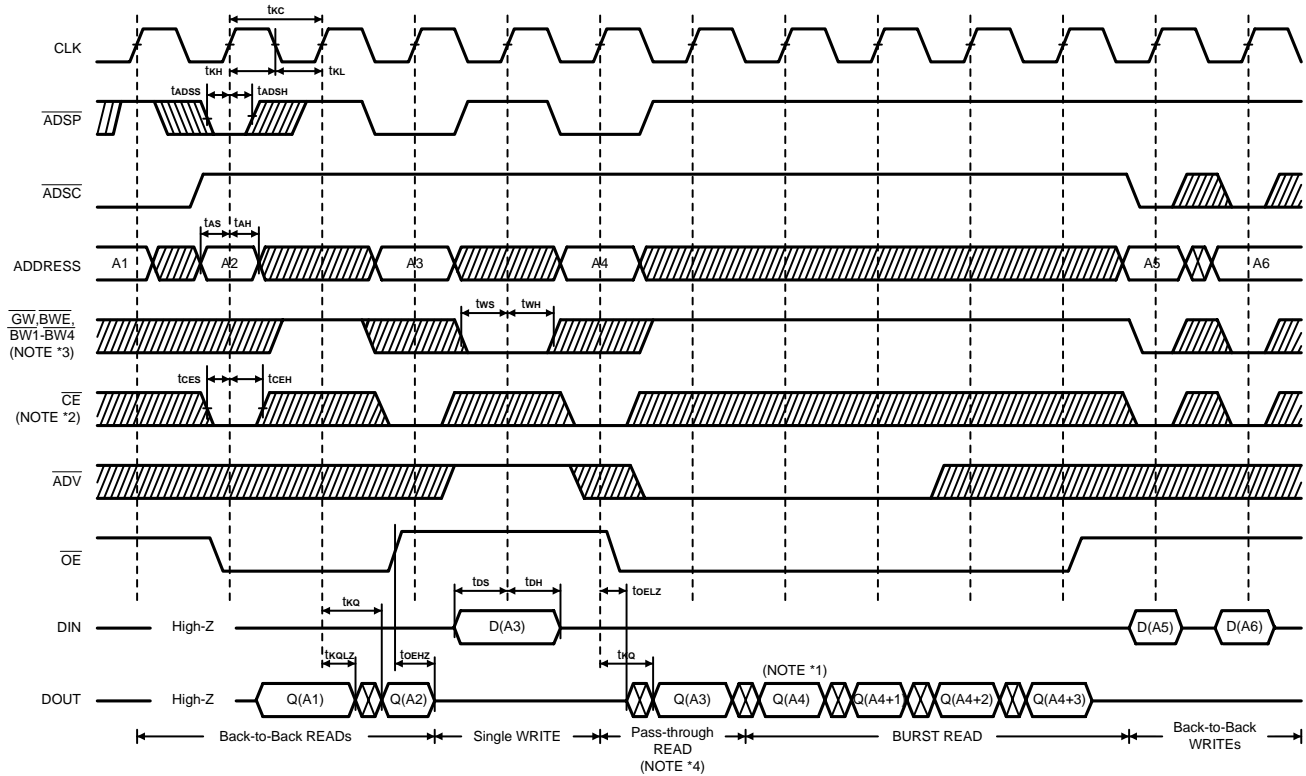 tKC
CLK
tKH
tKL
tADSS
tADSH
ADSP
ADSC
tAS
tAH
ADDRESS
A1
A2
A3
A4
A5
A6
GW,BWE,
BW1-BW4
(NOTE *3)
tWS
tWH
tCES
tCEH
CE
(NOTE *2)
ADV
OE
tDS
tDH
tOELZ
tKQ
DIN
High-Z
D(A3)
D(A5)
D(A6)
tKQLZ
tOEHZ
tKQ
(NOTE *1)
DOUT
High-Z
Q(A1)
Q(A2)
Q(A3)
Q(A4)
Q(A4+1)
Q(A4+2)
Q(A4+3)
Back-to-Back READs
Single WRITE
Pass-through
READ
(NOTE *4)
BURST READ
Back-to-Back
WRITEs